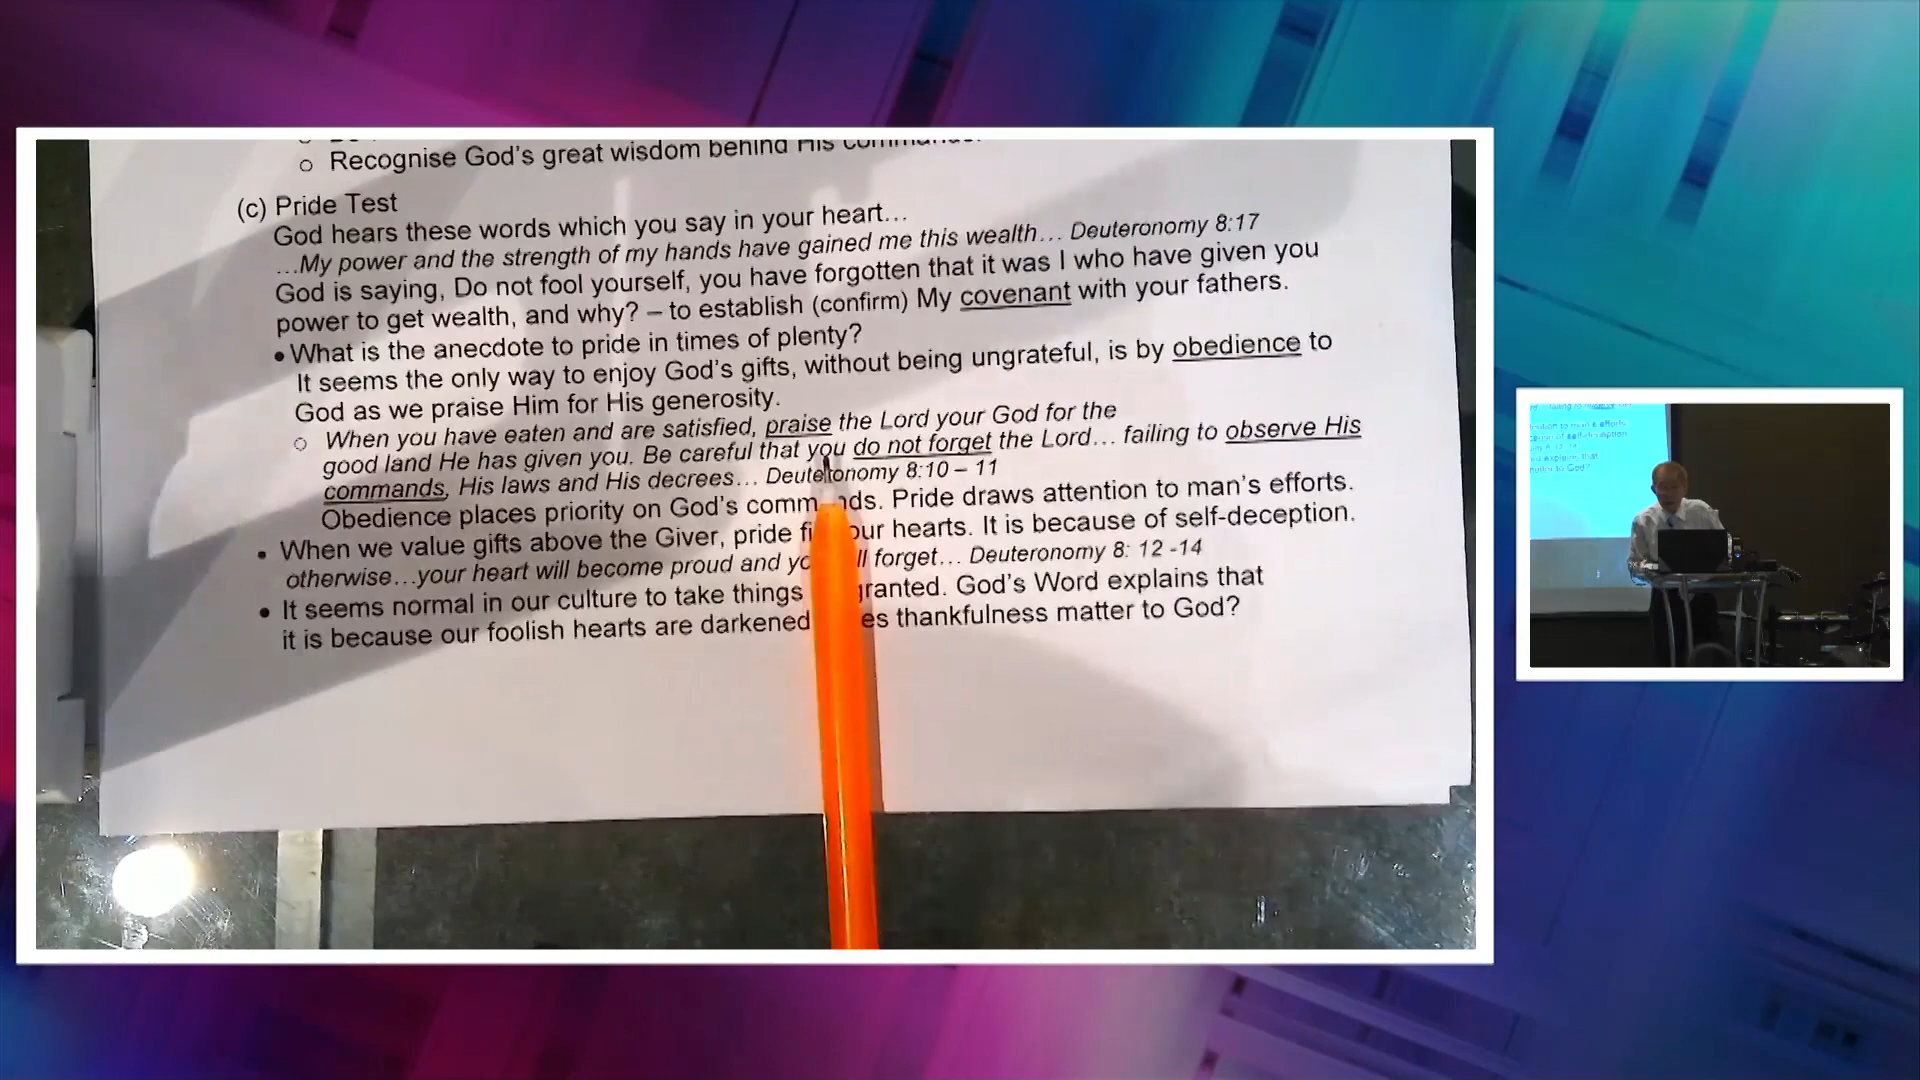 o Recognise God's great wisdom behind His
(c) Pride Test
God hears these words which you say in your heart...
...My power and the strength of my hands have gained me this wealth... Deuteronomy 8:17
God is saying, Do not fool yourself, you have forgotten that it was I who have given you
power to get wealth, and why? – to establish (confirm) My covenant with your fathers.
• What is the anecdote to pride in times of plenty?
It seems the only way to enjoy God's gifts, without being ungrateful, is by obedience to
God as we praise Him for His generosity.
o When you have eaten and are satisfied, praise the Lord your God for the
good land He has given you. Be careful that you do not forget the Lord... failing to observe His
commands, His laws and His decrees... Deuteronomy 8:10 – 11
Obedience places priority on God's commands. Pride draws attention to man's efforts.
• When we value gifts above the Giver, pride our hearts. It is because of self-deception.
otherwise...your heart will become proud and forget... Deuteronomy 8: 12 -14
• It seems normal in our culture to take things granted. God's Word explains that
it is because our foolish hearts are darkened thankfulness matter to God?